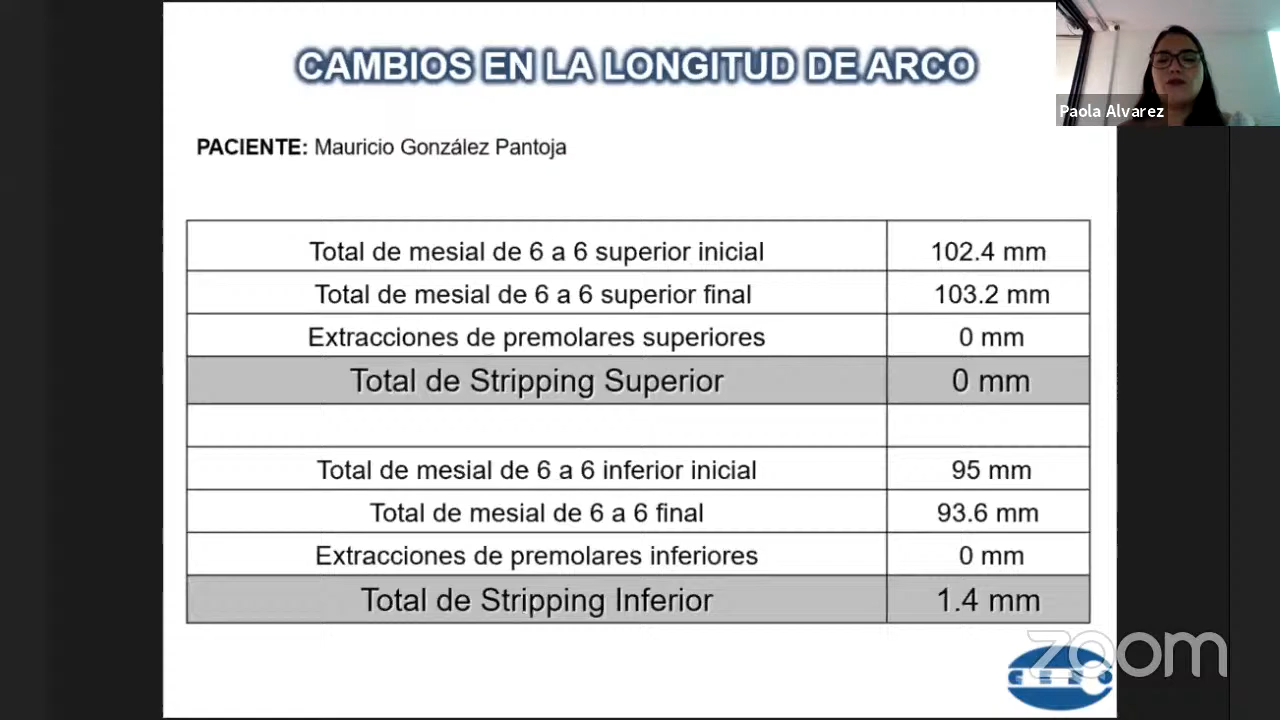 CAMBIOS EN LA LONGITUD DE ARCO
Paola Alvarez
PACIENTE: Mauricio González Pantoja
Total de mesial de 6 a 6 superior inicial 102.4 mm
Total de mesial de 6 a 6 superior final 103.2 mm
Extracciones de premolares superiores 0 mm
Total de Stripping Superior 0 mm
Total de mesial de 6 a 6 inferior inicial 95 mm
Total de mesial de 6 a 6 final 93.6 mm
Extracciones de premolares inferiores 0 mm
Total de Stripping Inferior 1.4 mm
zoom